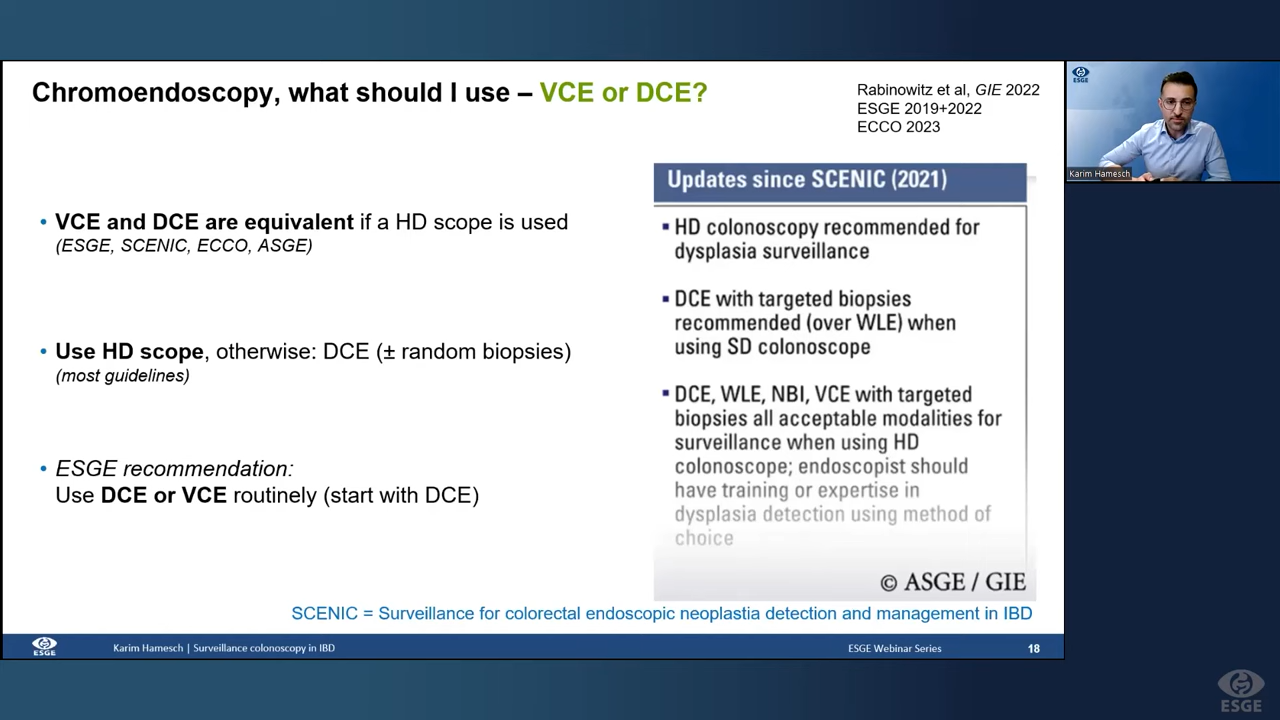 Chromoendoscopy, what should I use – VCE or DCE?
Rabinowitz et al, GIE 2022
ESGE 2019+2022
ECCO 2023
• VCE and DCE are equivalent if a HD scope is used
(ESGE, SCENIC, ECCO, ASGE)
• Use HD scope, otherwise: DCE (± random biopsies)
(most guidelines)
• ESGE recommendation:
Use DCE or VCE routinely (start with DCE)
Updates since SCENIC (2021)
▪ HD colonoscopy recommended for
dysplasia surveillance
▪ DCE with targeted biopsies
recommended (over WLE) when
using SD colonoscope
▪ DCE, WLE, NBI, VCE with targeted
biopsies all acceptable modalities for
surveillance when using HD
colonoscope; endoscopist should
have training or expertise in
dysplasia detection using method of
choice
© ASGE / GIE
SCENIC = Surveillance for colorectal endoscopic neoplastia detection and management in IBD
ESGE
Karim Hamesch | Surveillance colonoscopy in IBD
ESGE Webinar Series
18
ESGE
Karim Hamesch
ESGE